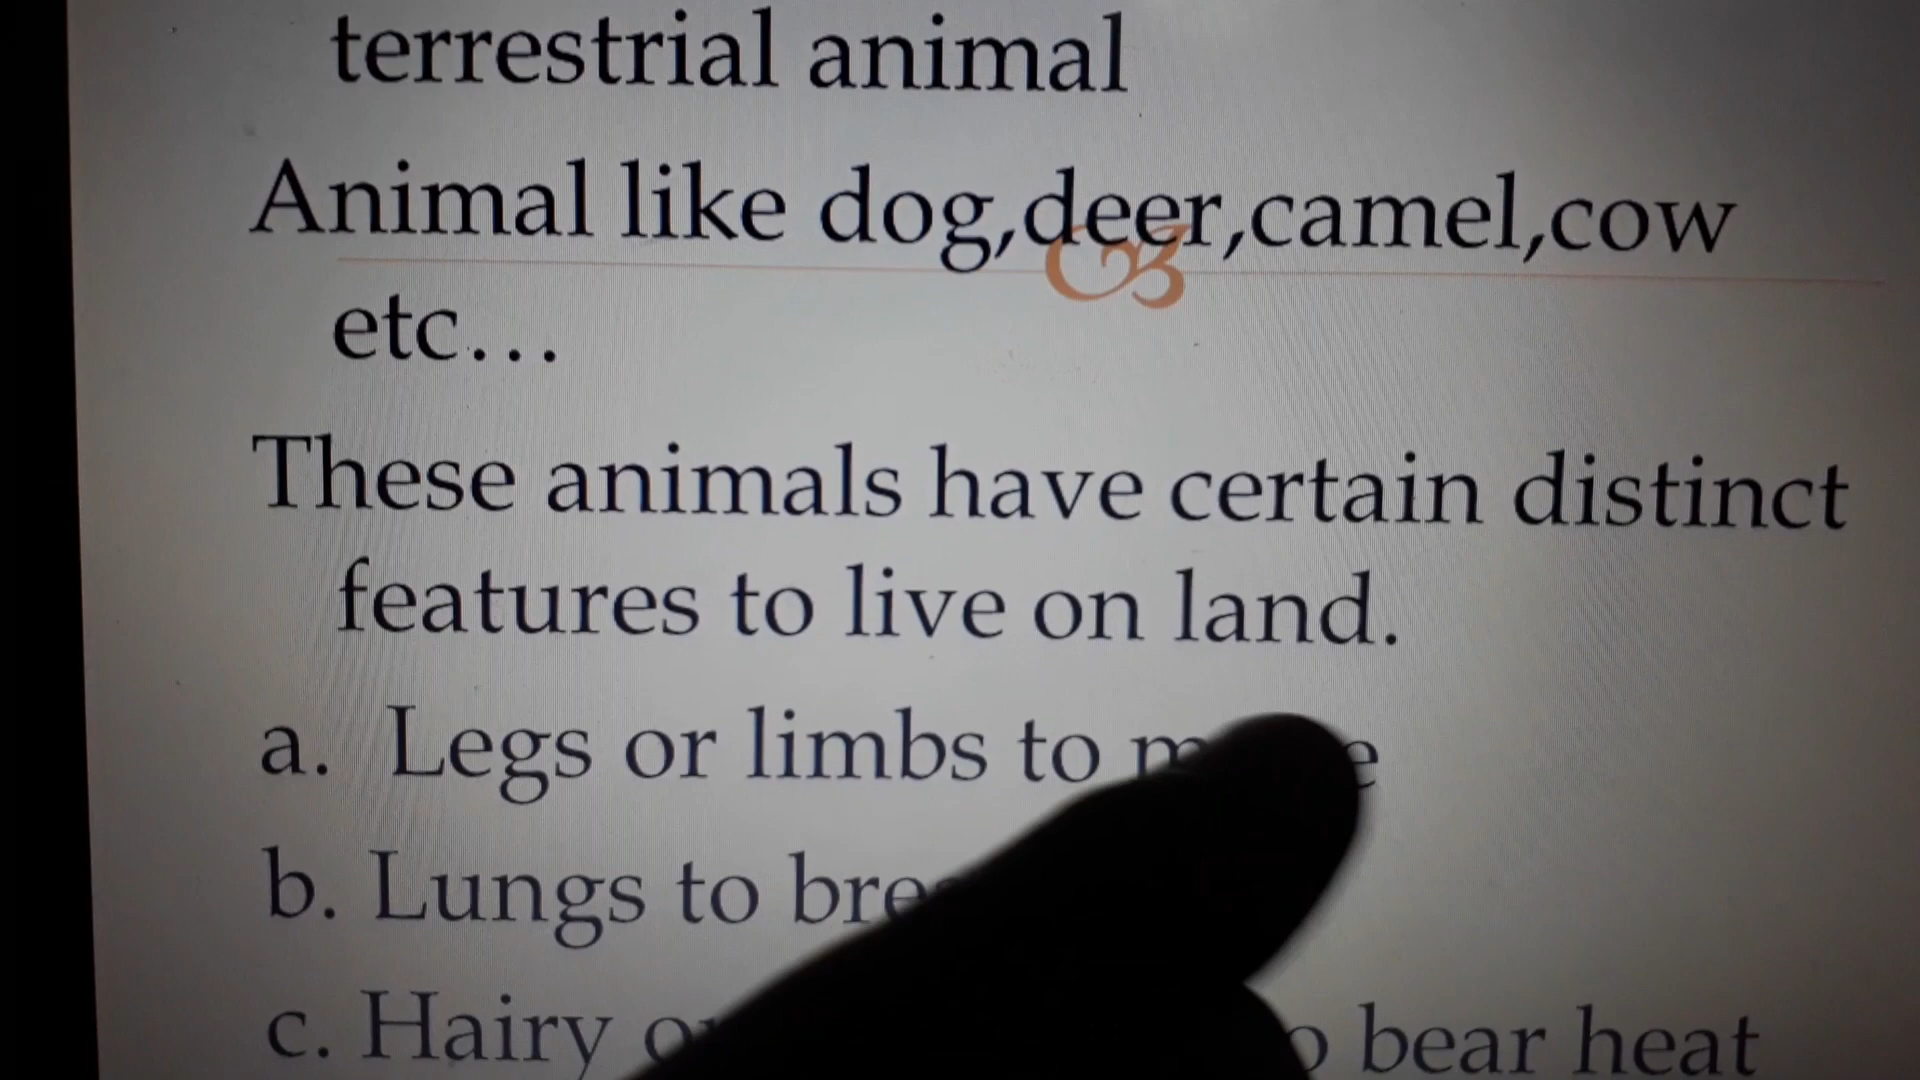 terrestrial animal
Animal like dog,deer,camel,cow
etc...
These animals have certain distinct
features to live on land.
a. Legs or limbs to
b. Lungs to
c. Hairy bear heat